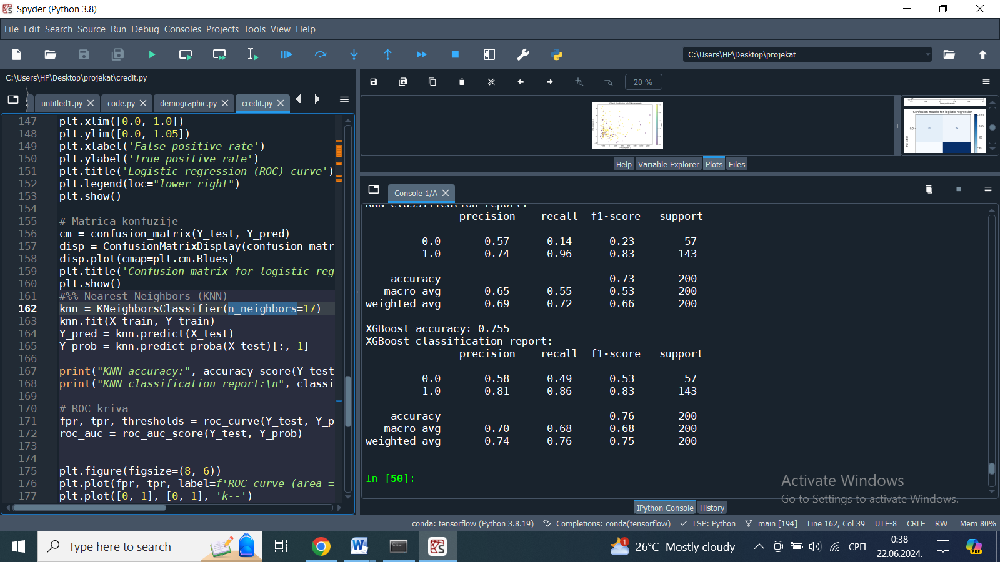 Spyder (Python 3.8)
File Edit Search Source Run Debug Consoles Projects Tools View Help
C:\Users\HP\Desktop\projekat
C:\Users\HP\Desktop\projekat\credit.py
untitled1.py code.py demographic.py credit.py
147 plt.xlim([0.0, 1.0])
148 plt.ylim([0.0, 1.05])
149 plt.xlabel('False positive rate')
150 plt.ylabel('True positive rate')
151 plt.title('Logistic regression (ROC) curve')
152 plt.legend(loc="lower right")
153 plt.show()
154
155 # Matrica konfuzije
156 cm = confusion_matrix(Y_test, Y_pred)
157 disp = ConfusionMatrixDisplay(confusion_matr
158 disp.plot(cmap=plt.cm.Blues)
159 plt.title('Confusion matrix for logistic reg
160 plt.show()
161 #%% Nearest Neighbors (KNN)
162 knn = KNeighborsClassifier(n_neighbors=17)
163 knn.fit(X_train, Y_train)
164 Y_pred = knn.predict(X_test)
165 Y_prob = knn.predict_proba(X_test)[:, 1]
166
167 print("KNN accuracy:", accuracy_score(Y_test
168 print("KNN classification report:\n", classi
169
170 # ROC kriva
171 fpr, tpr, thresholds = roc_curve(Y_test, Y_p
172 roc_auc = roc_auc_score(Y_test, Y_prob)
173
174
175 plt.figure(figsize=(8, 6))
176 plt.plot(fpr, tpr, label=f'ROC curve (area =
177 plt.plot([0, 1], [0, 1], 'k--')
20 %
Confusion matrix for logistic regression
Help Variable Explorer Plots Files
Console 1/A
KNN classification report:
precision recall f1-score support
0.0 0.57 0.14 0.23 57
1.0 0.74 0.96 0.83 143
accuracy 0.73 200
macro avg 0.65 0.55 0.53 200
weighted avg 0.69 0.72 0.66 200
XGBoost accuracy: 0.755
XGBoost classification report:
precision recall f1-score support
0.0 0.58 0.49 0.53 57
1.0 0.81 0.86 0.83 143
accuracy 0.76 200
macro avg 0.70 0.68 0.68 200
weighted avg 0.74 0.76 0.75 200
In [50]:
Activate Windows
Go to Settings to activate Windows.
IPython Console History
conda: tensorflow (Python 3.8.19) Completions: conda(tensorflow) LSP: Python main [194] Line 162, Col 39 UTF-8 CRLF RW Mem 80%
Type here to search
1 26°C Mostly cloudy СРП 0:38
22.06.2024.
PRE